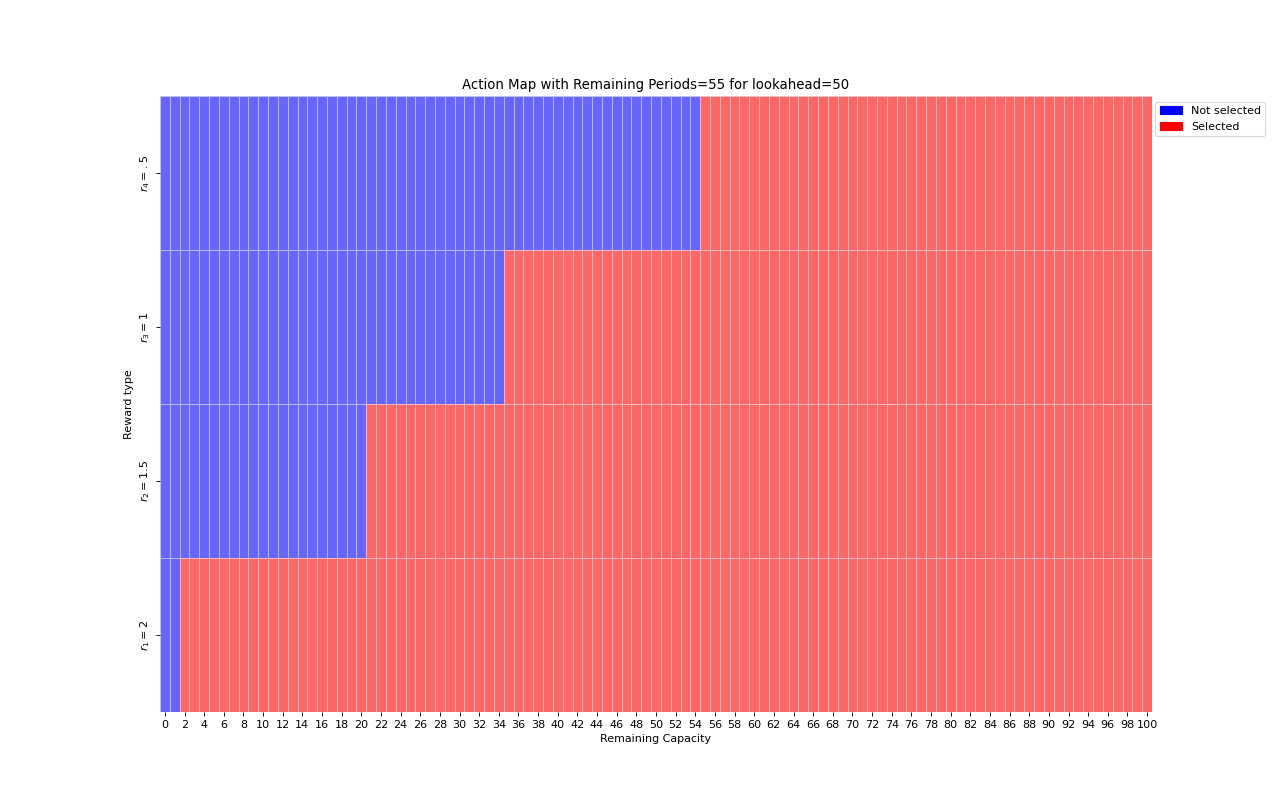 Action Map with Remaining Periods=55 for lookahead=50
Not selected
Selected
r₄ = .5
r₃ = 1
r₂ = 1.5
r₁ = 2
Reward type
0 2 4 6 8 10 12 14 16 18 20 22 24 26 28 30 32 34 36 38 40 42 44 46 48 50 52 54 56 58 60 62 64 66 68 70 72 74 76 78 80 82 84 86 88 90 92 94 96 98 100
Remaining Capacity